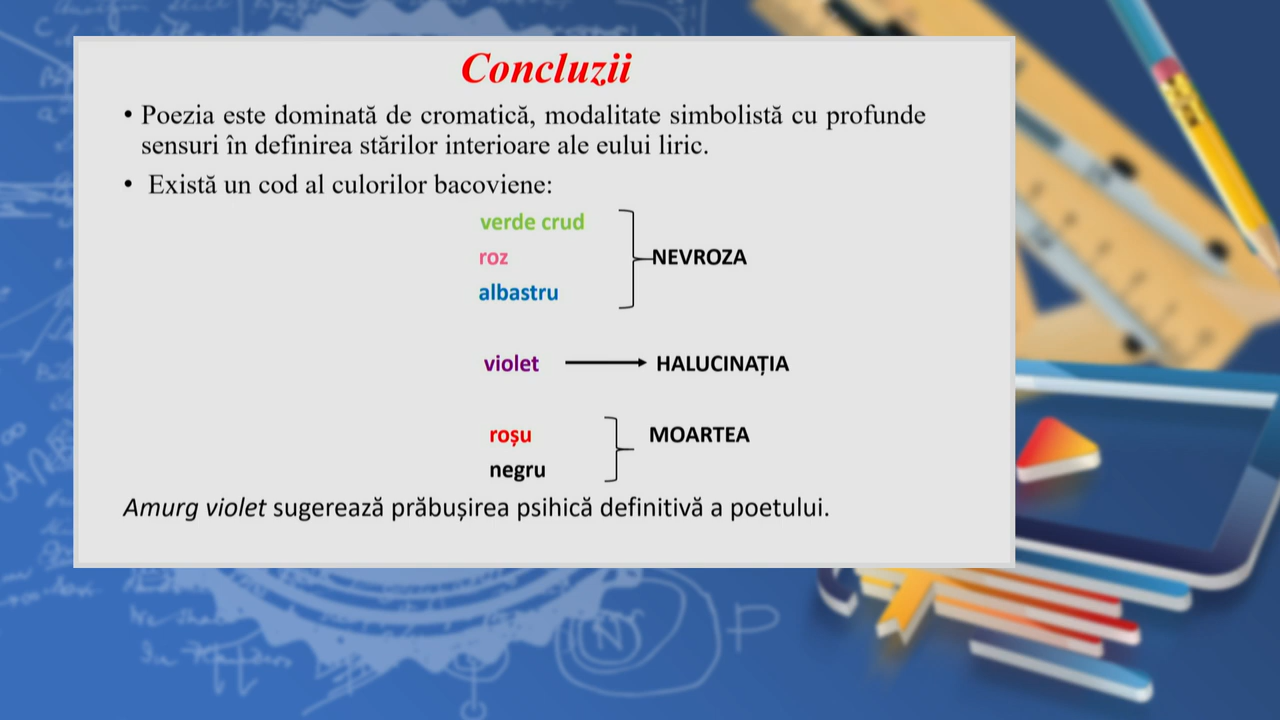 Concluzii
• Poezia este dominată de cromatică, modalitate simbolistă cu profunde
sensuri în definirea stărilor interioare ale eului liric.
• Există un cod al culorilor bacoviene:
verde crud
roz
NEVROZA
albastru
violet
HALUCINAȚIA
roșu
MOARTEA
negru
Amurg violet sugerează prăbușirea psihică definitivă a poetului.
N
P